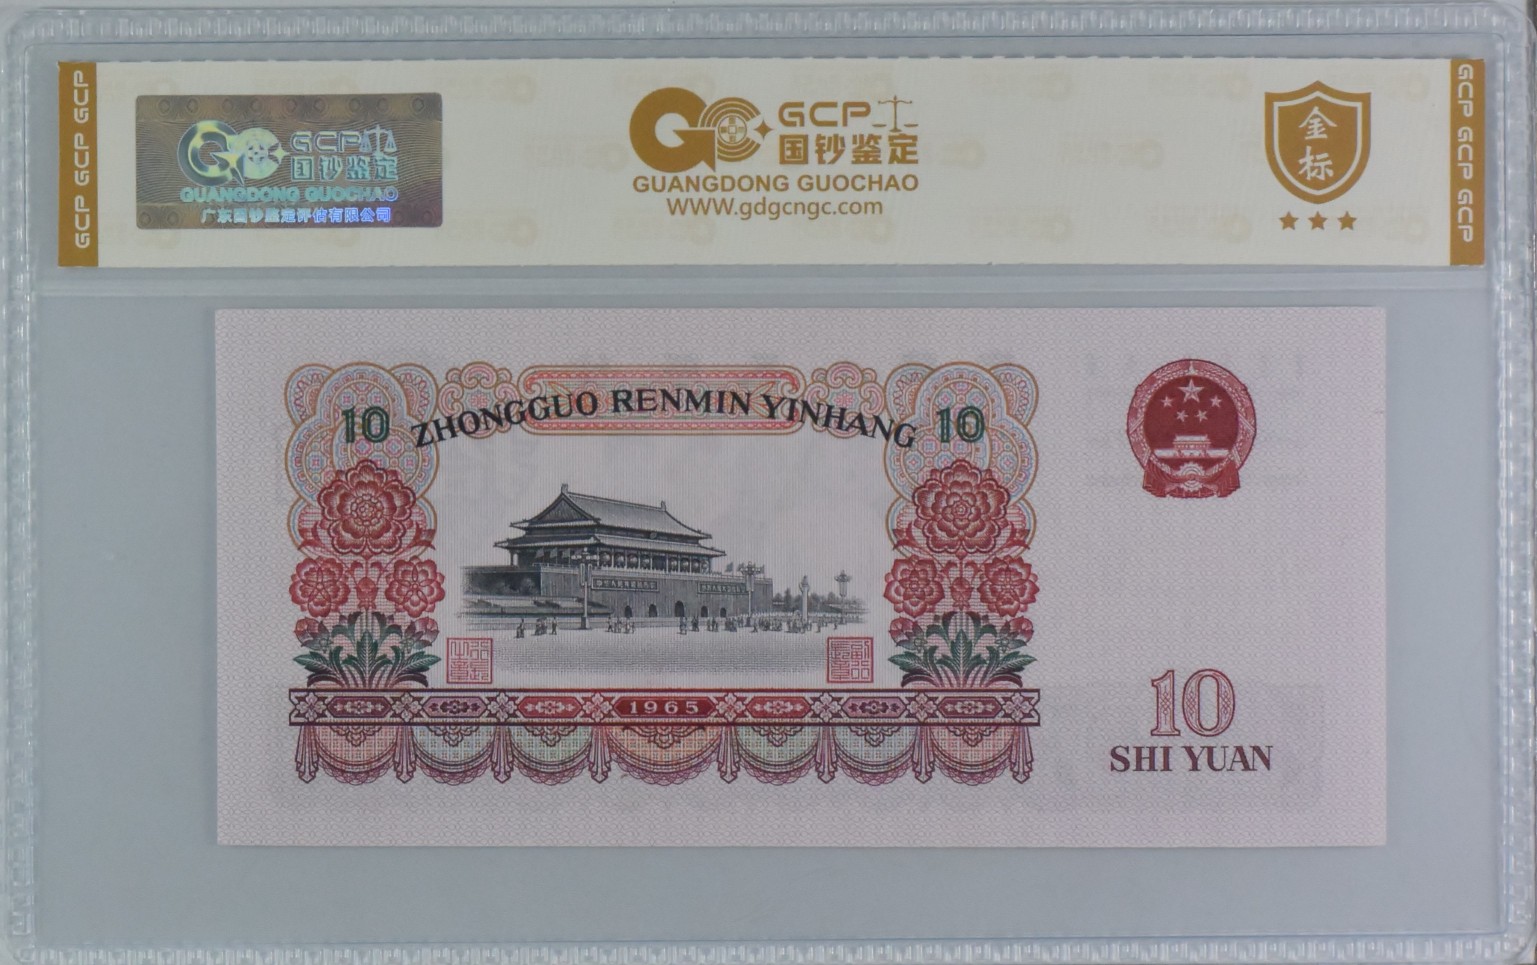 GCP GCP GCP
GCP
国钞鉴定
GUANGDONG GUOCHAO
广东国钞鉴定评估有限公司
GCP
国钞鉴定
GUANGDONG GUOCHAO
WWW.gdgcngc.com
金
标
GCP GCP GCP
10 ZHONGGUO RENMIN YINHANG 10
1965
10
SHI YUAN